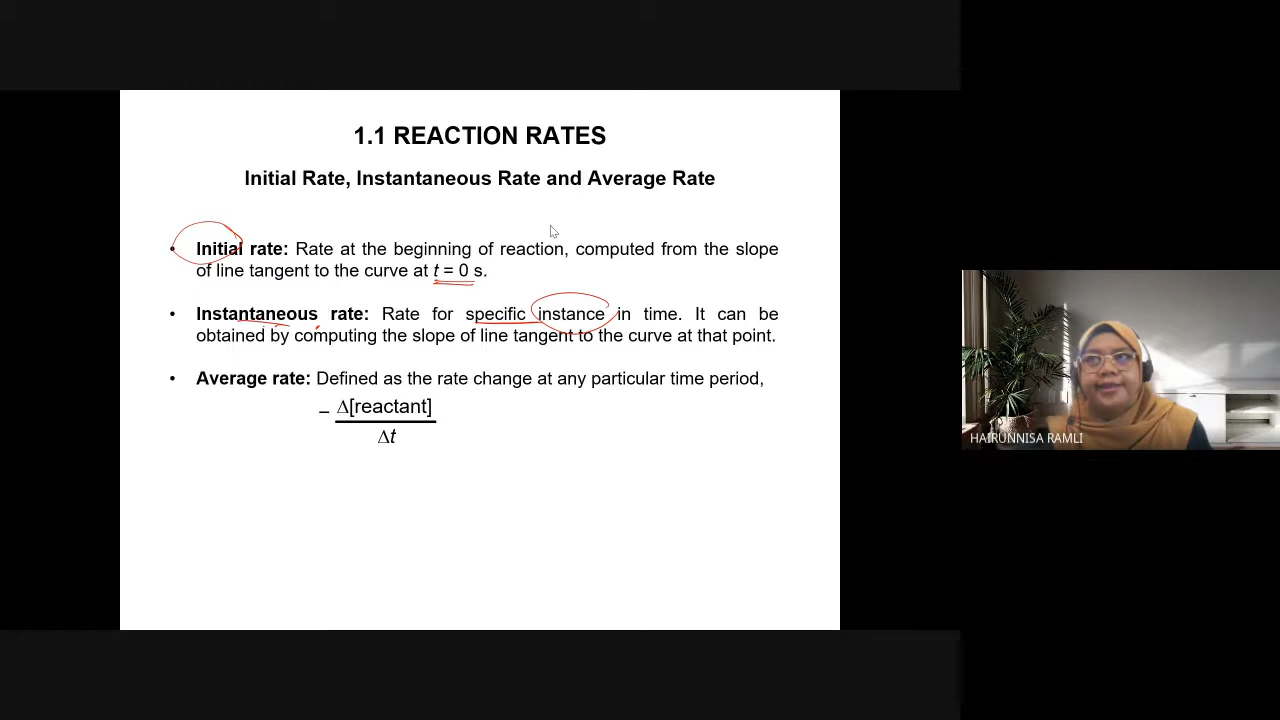 1.1 REACTION RATES
Initial Rate, Instantaneous Rate and Average Rate
• Initial rate: Rate at the beginning of reaction, computed from the slope
of line tangent to the curve at t = 0 s.
• Instantaneous rate: Rate for specific instance in time. It can be
obtained by computing the slope of line tangent to the curve at that point.
• Average rate: Defined as the rate change at any particular time period,
– Δ[reactant]
Δt
HAIRUNNISA RAMLI